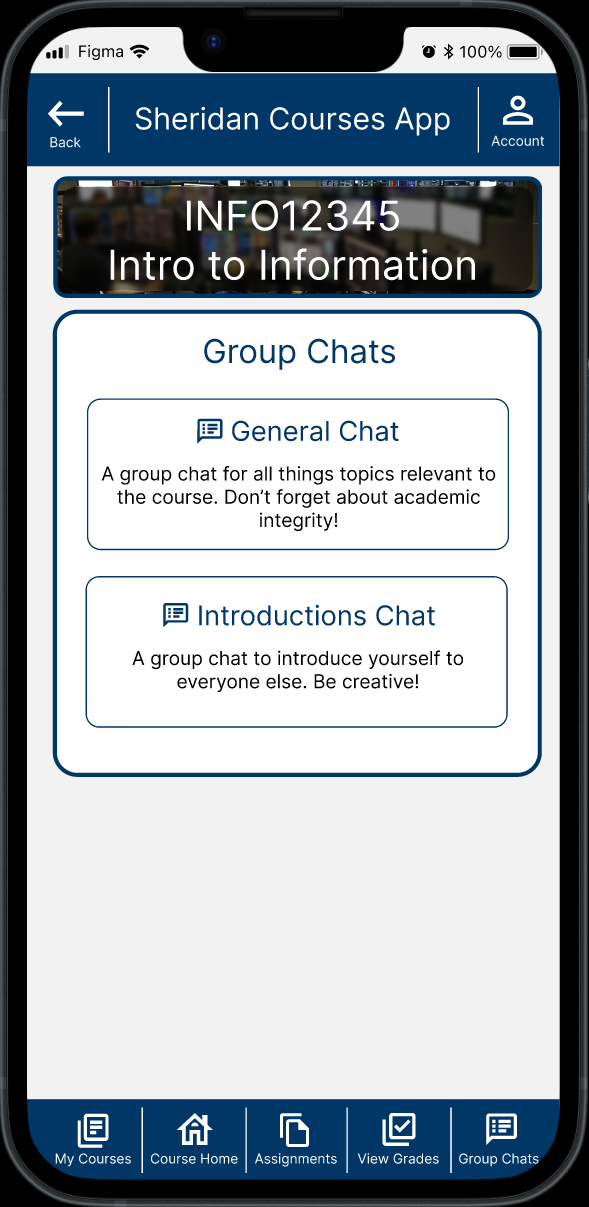 Figma
100%
Sheridan Courses App
Back
Account
INFO12345
Intro to Information
Group Chats
General Chat
A group chat for all things topics relevant to
the course. Don’t forget about academic
integrity!
Introductions Chat
A group chat to introduce yourself to
everyone else. Be creative!
My Courses
Course Home
Assignments
View Grades
Group Chats